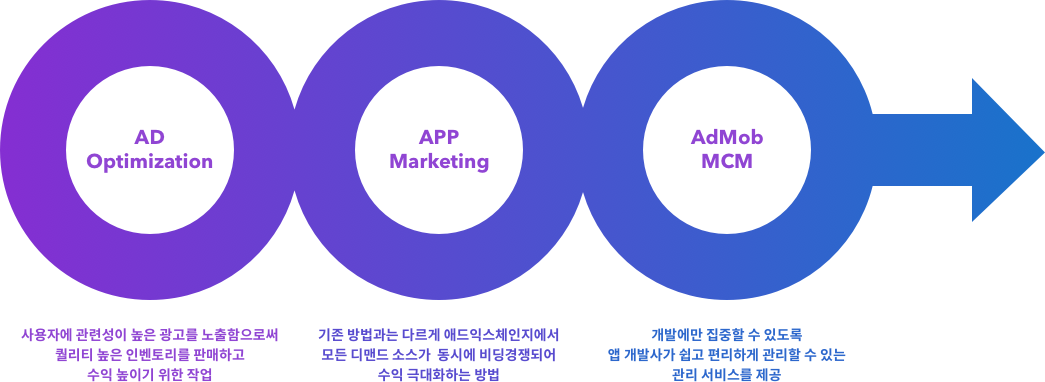 AD
Optimization
APP
Marketing
AdMob
MCM
사용자에 관련성이 높은 광고를 노출함으로써
퀄리티 높은 인벤토리를 판매하고
수익 높이기 위한 작업
기존 방법과는 다르게 애드익스체인지에서
모든 디맨드 소스가 동시에 비딩경쟁되어
수익 극대화하는 방법
개발에만 집중할 수 있도록
앱 개발사가 쉽고 편리하게 관리할 수 있는
관리 서비스를 제공